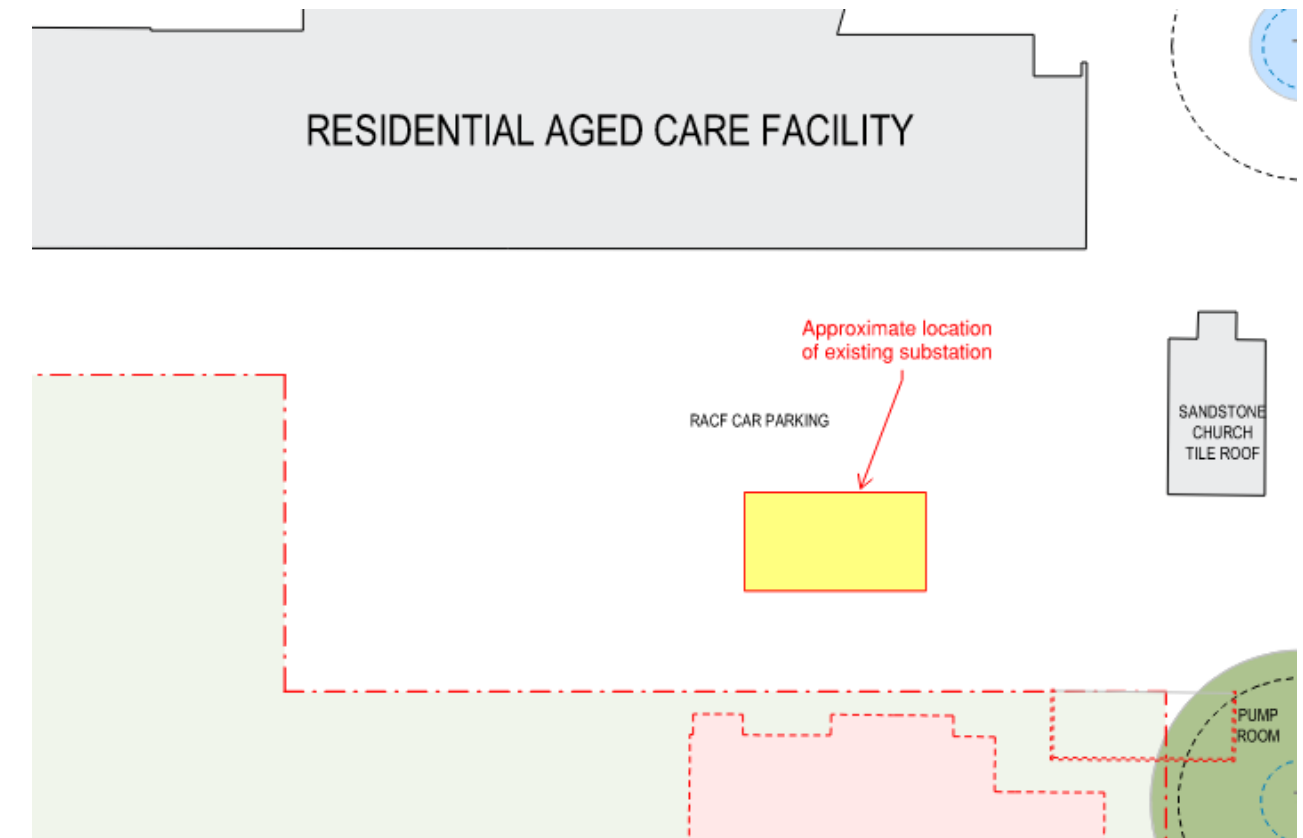 RESIDENTIAL AGED CARE FACILITY
Approximate location
of existing substation
RACF CAR PARKING
SANDSTONE
CHURCH
TILE ROOF
PUMP
ROOM